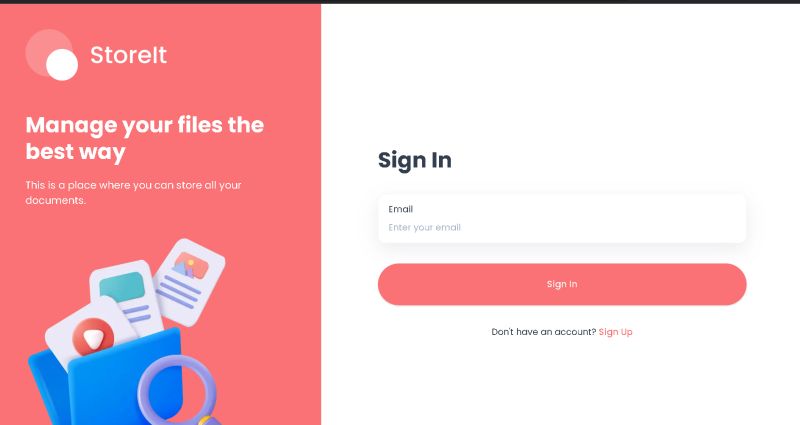 StoreIt
Manage your files the
best way
This is a place where you can store all your
documents.
Sign In
Email
Enter your email
Sign In
Don't have an account? Sign Up